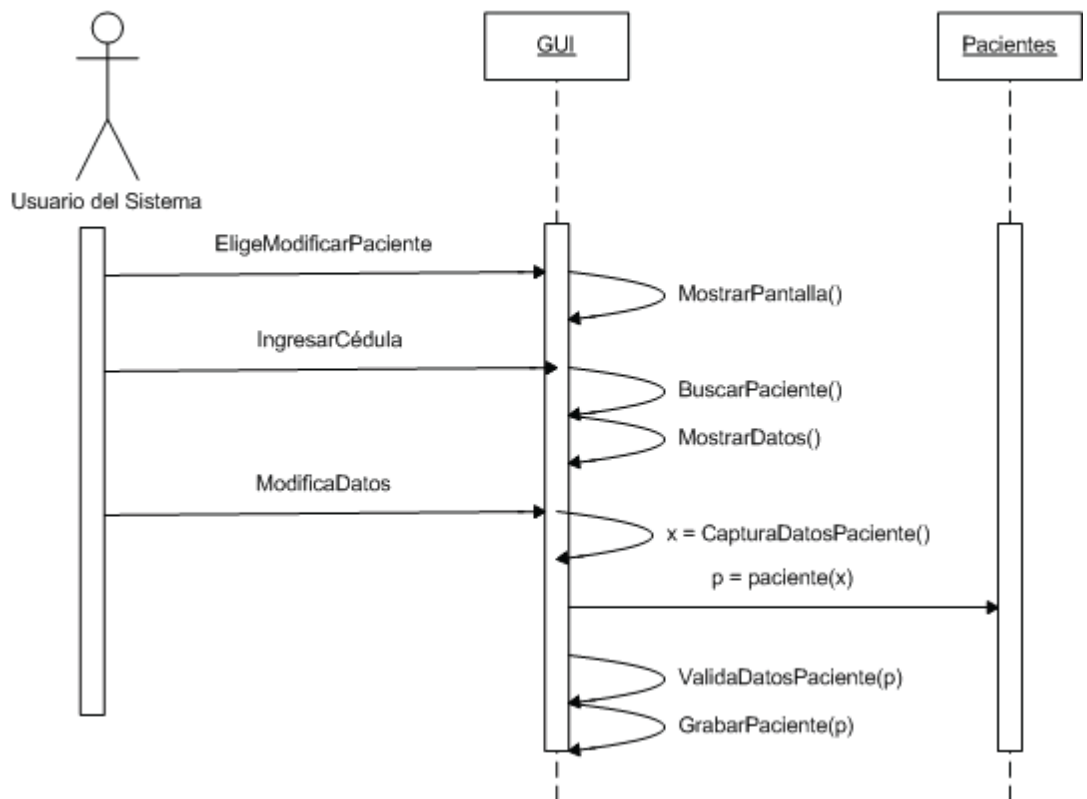 GUI
Pacientes
Usuario del Sistema
EligeModificarPaciente
MostrarPantalla()
IngresarCédula
BuscarPaciente()
MostrarDatos()
ModificaDatos
x = CapturaDatosPaciente()
p = paciente(x)
ValidaDatosPaciente(p)
GrabarPaciente(p)